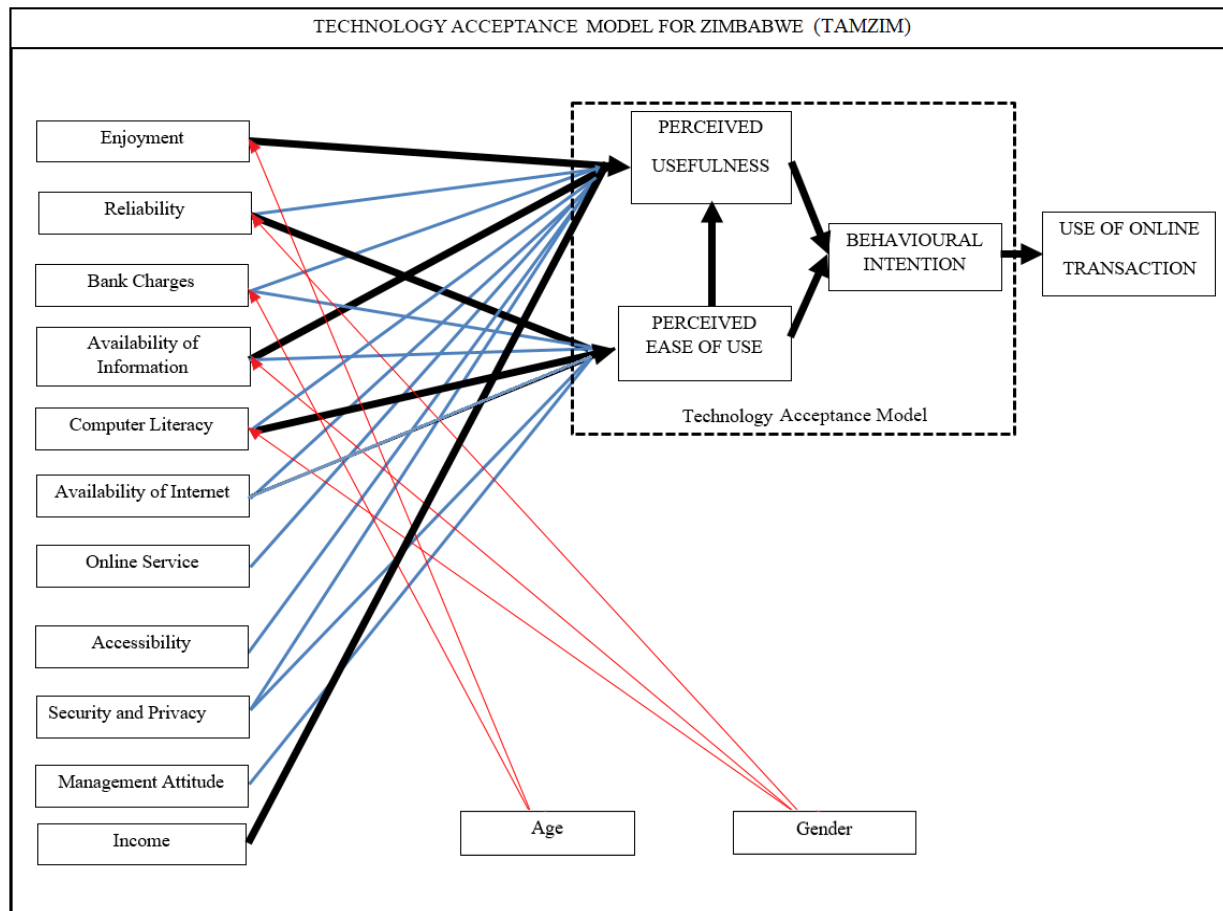 TECHNOLOGY ACCEPTANCE MODEL FOR ZIMBABWE (TAMZIM)
Enjoyment
Reliability
Bank Charges
Availability of
Information
Computer Literacy
Availability of Internet
Online Service
Accessibility
Security and Privacy
Management Attitude
Income
PERCEIVED
USEFULNESS
PERCEIVED
EASE OF USE
BEHAVIOURAL
INTENTION
Technology Acceptance Model
USE OF ONLINE
TRANSACTION
Age
Gender